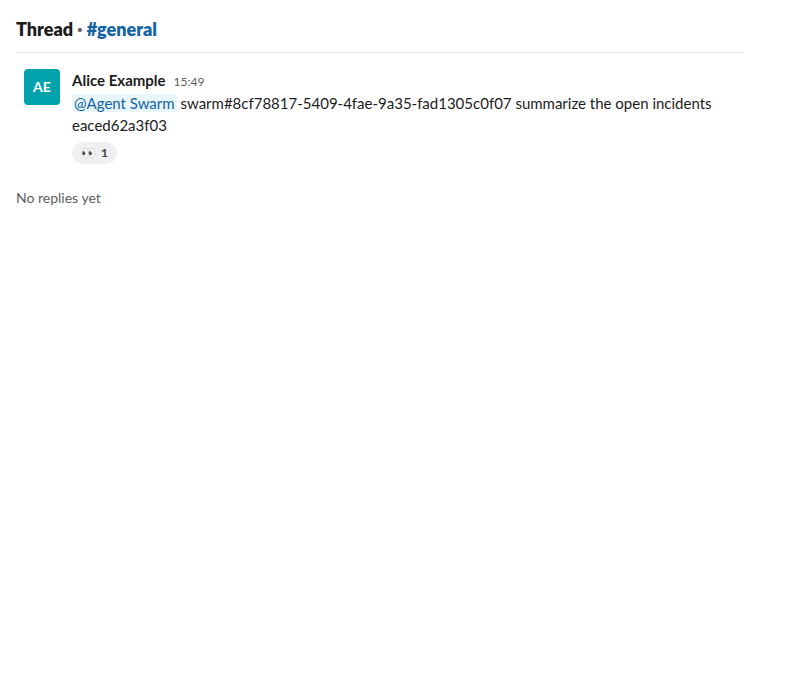 Thread • #general
AE
Alice Example 15:49
@Agent Swarm swarm#8cf78817-5409-4fae-9a35-fad1305c0f07 summarize the open incidents
eaced62a3f03
👀 1
No replies yet